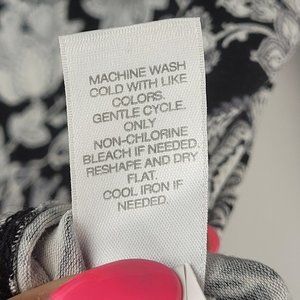 MACHINE WASH
COLD WITH LIKE
COLORS.
GENTLE CYCLE.
ONLY
NON-CHLORINE
BLEACH IF NEEDED.
RESHAPE AND DRY
FLAT.
COOL IRON IF
NEEDED.